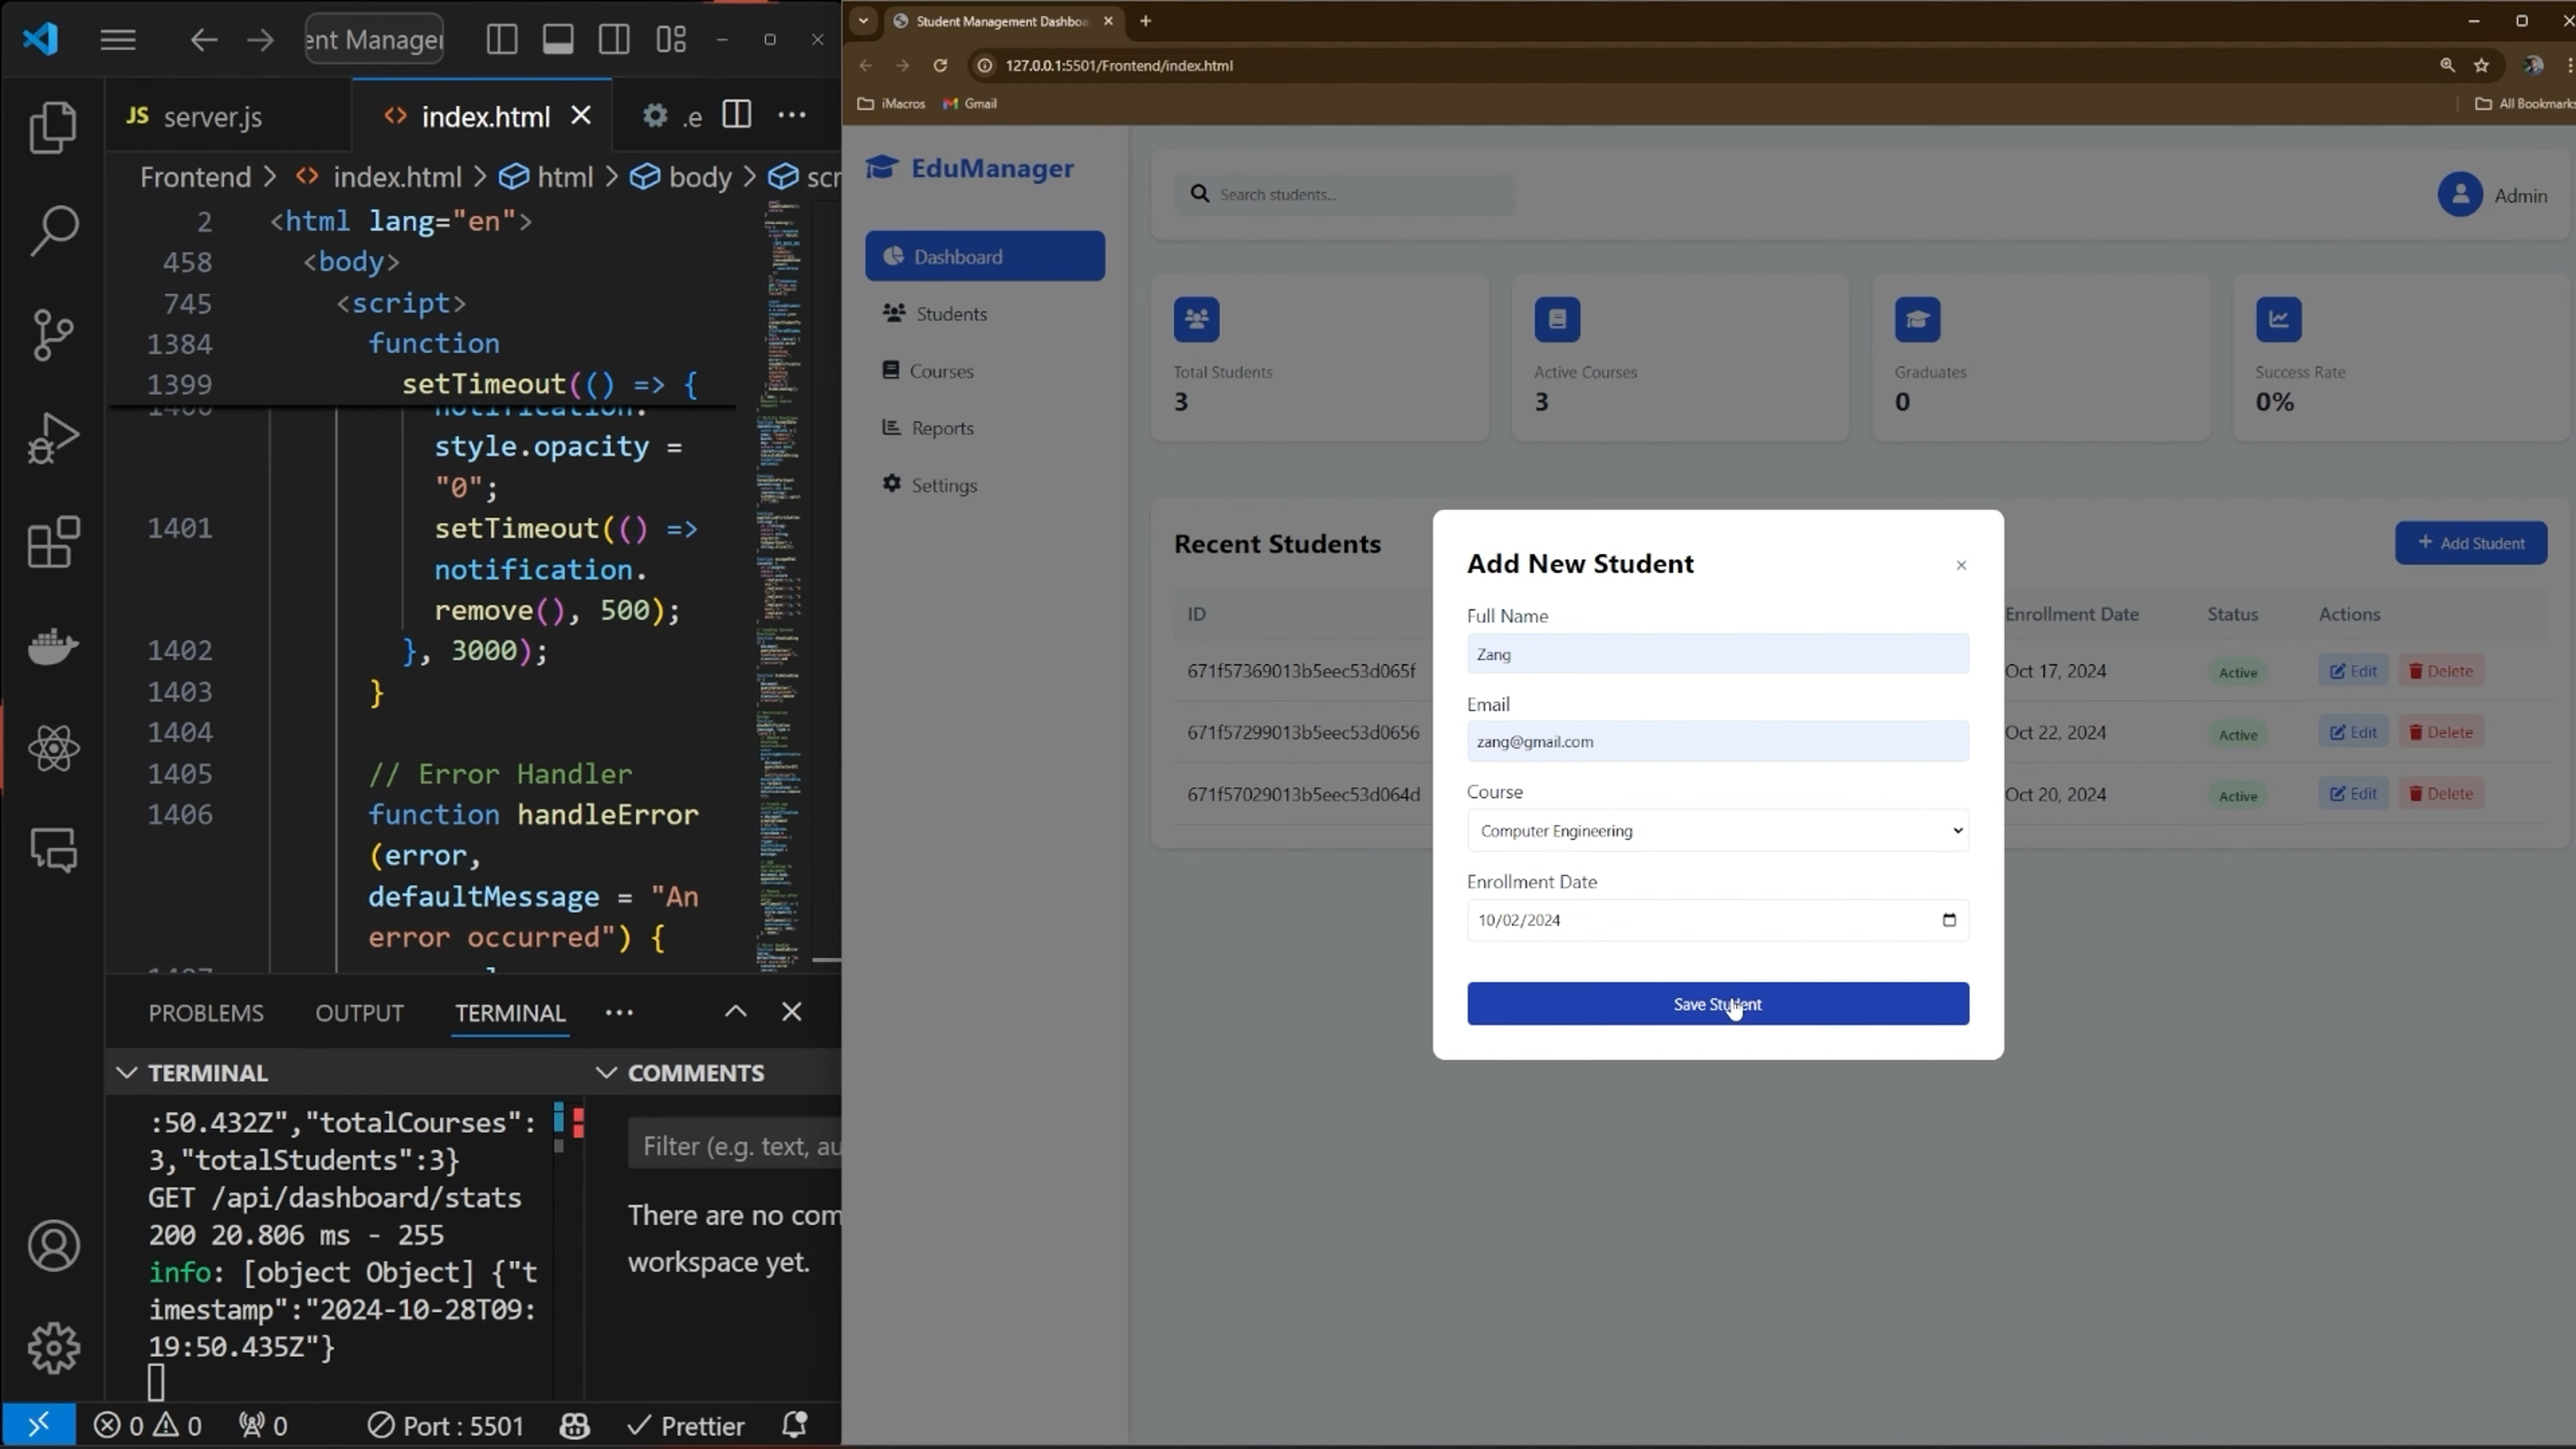 ent Manager
JS server.js
<> index.html
.e
Frontend > <> index.html > html > body > scr
2 <html lang="en">
458 <body>
745 <script>
1384 function
1399 setTimeout(() => {
1400 notification.
style.opacity =
"0";
1401 setTimeout(() =>
notification.
remove(), 500);
1402 }, 3000);
1403 }
1404
1405 // Error Handler
1406 function handleError
(error,
defaultMessage = "An
error occurred") {
1407
PROBLEMS OUTPUT TERMINAL ...
TERMINAL
:50.432Z","totalCourses":
3,"totalStudents":3}
GET /api/dashboard/stats
200 20.806 ms - 255
info: [object Object] {"t
imestamp":"2024-10-28T09:
19:50.435Z"}
COMMENTS
Filter (e.g. text, au
There are no com
workspace yet.
0 0 0 Port : 5501 Prettier
Student Management Dashboa
127.0.0.1:5501/Frontend/index.html
iMacros Gmail All Bookmarks
EduManager
Dashboard
Students
Courses
Reports
Settings
Search students...
Admin
Total Students
3
Active Courses
3
Graduates
0
Success Rate
0%
Recent Students
+ Add Student
ID Enrollment Date Status Actions
671f57369013b5eec53d065f Oct 17, 2024 Active Edit Delete
671f57299013b5eec53d0656 Oct 22, 2024 Active Edit Delete
671f57029013b5eec53d064d Oct 20, 2024 Active Edit Delete
Add New Student ×
Full Name
Zang
Email
zang@gmail.com
Course
Computer Engineering
Enrollment Date
10/02/2024
Save Student